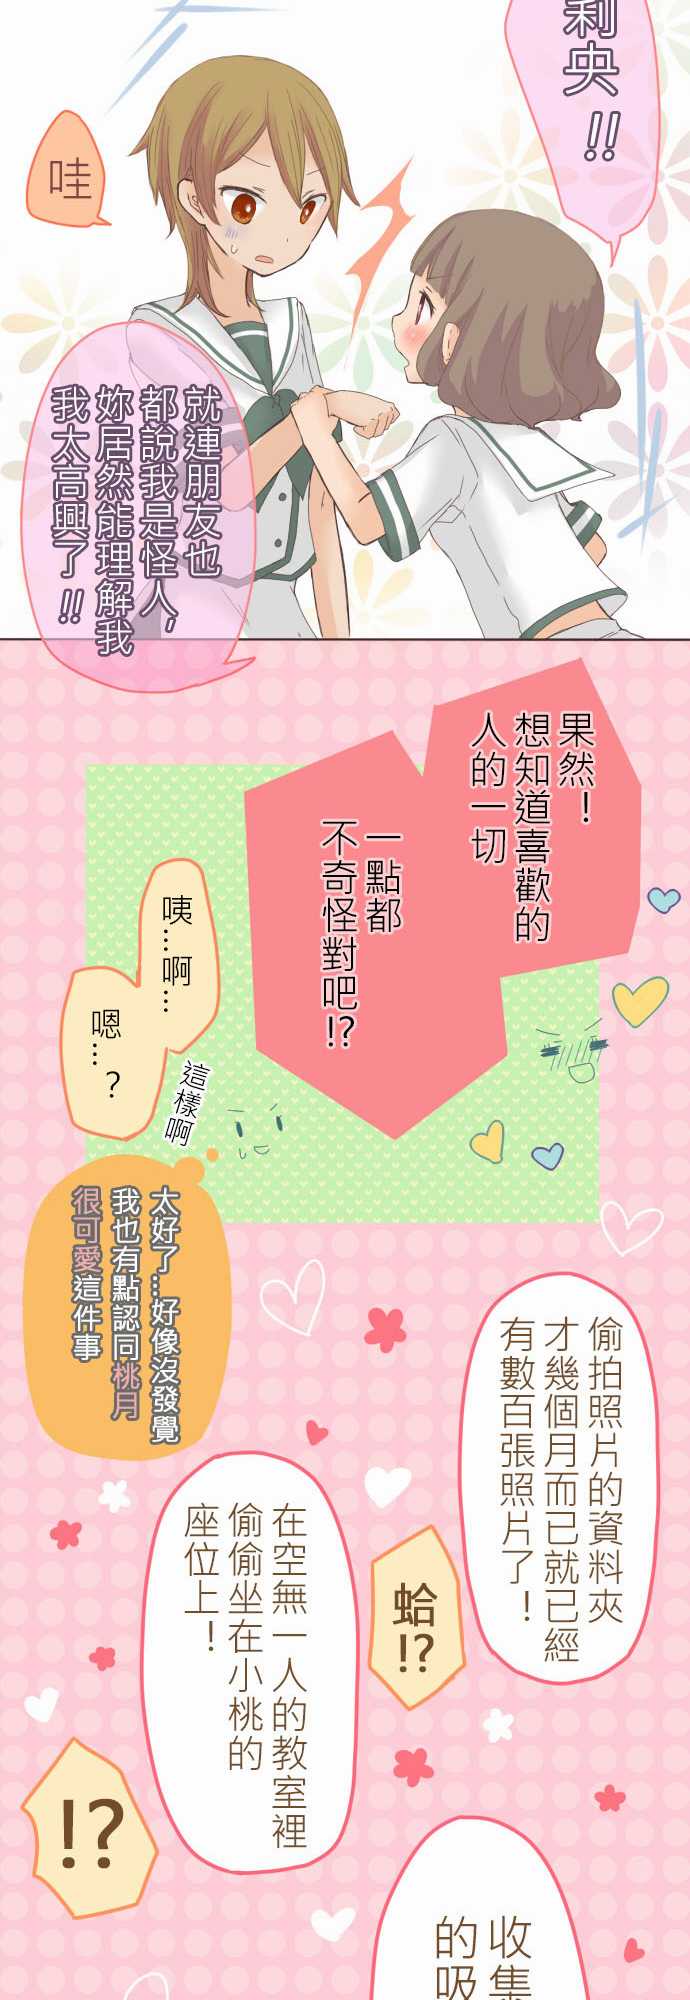 利央!!
哇
就連朋友也
都說我是怪人,
妳居然能理解我
我太高興了!!
果然!
想知道喜歡的
人的一切
一點都
不奇怪對吧!?
咦…啊…
嗯…?
這樣啊
太好了…好像沒發覺
我也有點認同桃月
很可愛這件事
偷拍照片的資料夾
才幾個月而已就已經
有數百張照片了!
蛤!?
在空無一人的教室裡
偷偷坐在小桃的
座位上!
!?
收集
的吸